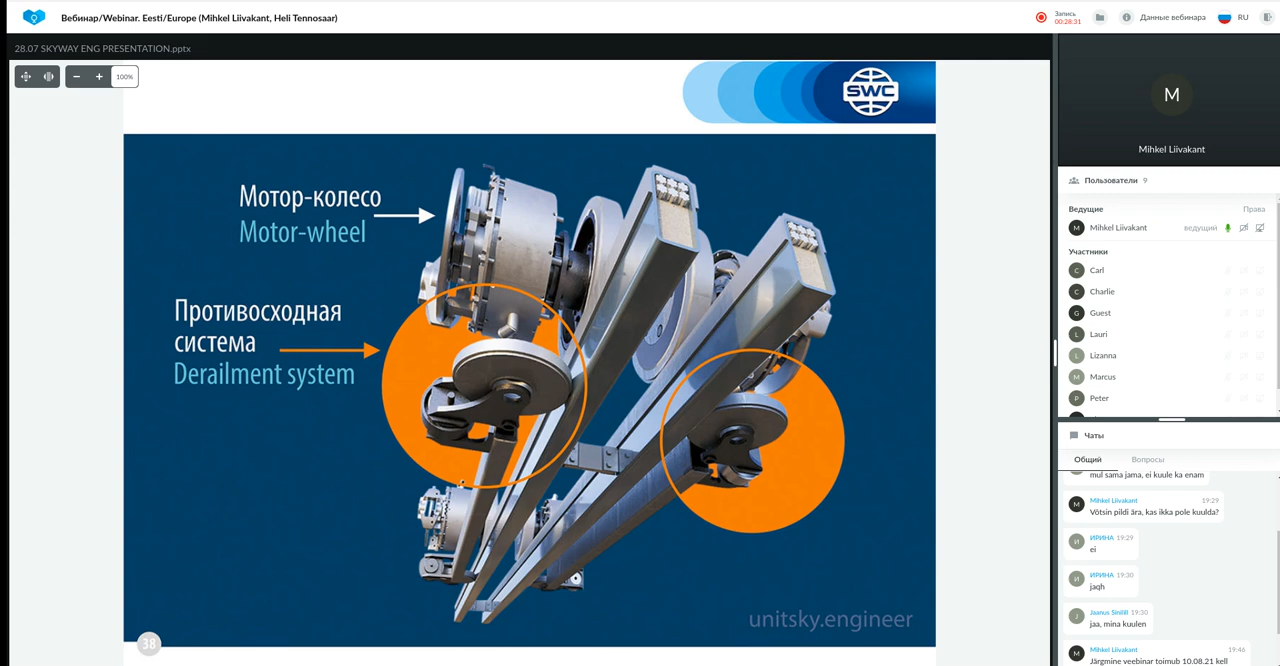 Вебинар/Webinar. Eesti/Europe (Mihkel Liivakant, Heli Tennosaar)
Запись
00:28:31
Данные вебинара
RU
28.07 SKYWAY ENG PRESENTATION.pptx
100%
SWC
Мотор-колесо
Motor-wheel
Противосходная
система
Derailment system
unitsky.engineer
38
M
Mihkel Liivakant
Пользователи 9
Ведущие Права
M Mihkel Liivakant ведущий
Участники
C Carl
C Charlie
G Guest
L Lauri
L Lizanna
M Marcus
P Peter
Чаты
Общий Вопросы
mul sama jama, ei kuule ka enam
M Mihkel Liivakant 19:29
Võtsin pildi ära, kas ikka pole kuulda?
И ИРИНА 19:29
ei
И ИРИНА 19:30
jaqh
J Jaanus Sinilill 19:30
jaa, mina kuulen
M Mihkel Liivakant 19:46
Järgmine veebinar toimub 10.08.21 kell